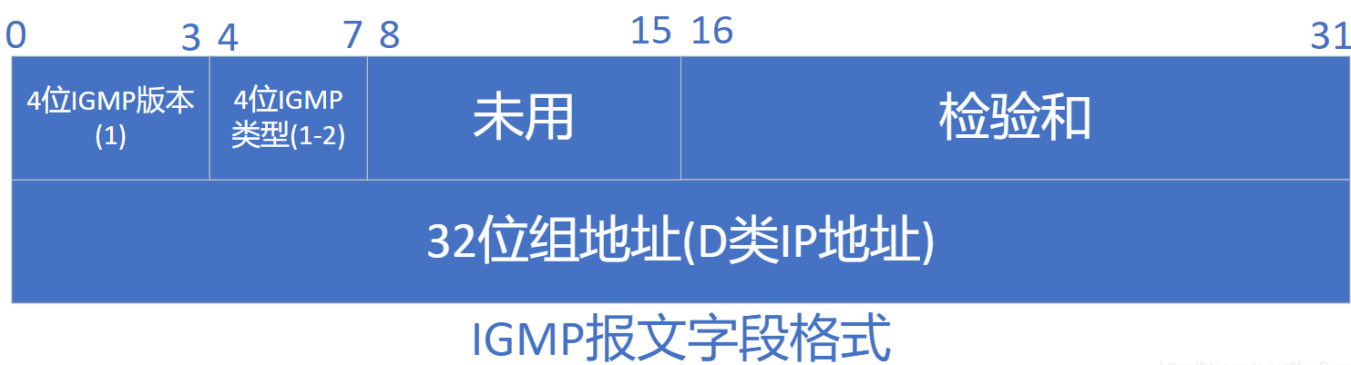 0 3 4 7 8 15 16 31
4位IGMP版本
(1)
4位IGMP
类型(1-2)
未用
检验和
32位组地址(D类IP地址)
IGMP报文字段格式